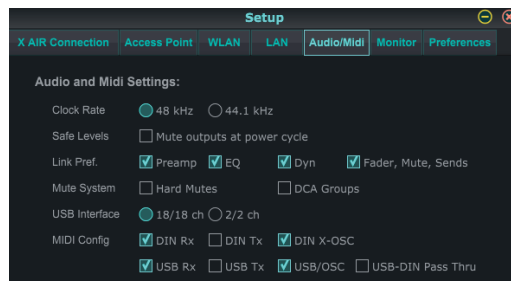 Setup
X AIR Connection Access Point WLAN LAN Audio/Midi Monitor Preferences
Audio and Midi Settings:
Clock Rate 48 kHz 44.1 kHz
Safe Levels Mute outputs at power cycle
Link Pref. Preamp EQ Dyn Fader, Mute, Sends
Mute System Hard Mutes DCA Groups
USB Interface 18/18 ch 2/2 ch
MIDI Config DIN Rx DIN Tx DIN X-OSC
USB Rx USB Tx USB/OSC USB-DIN Pass Thru